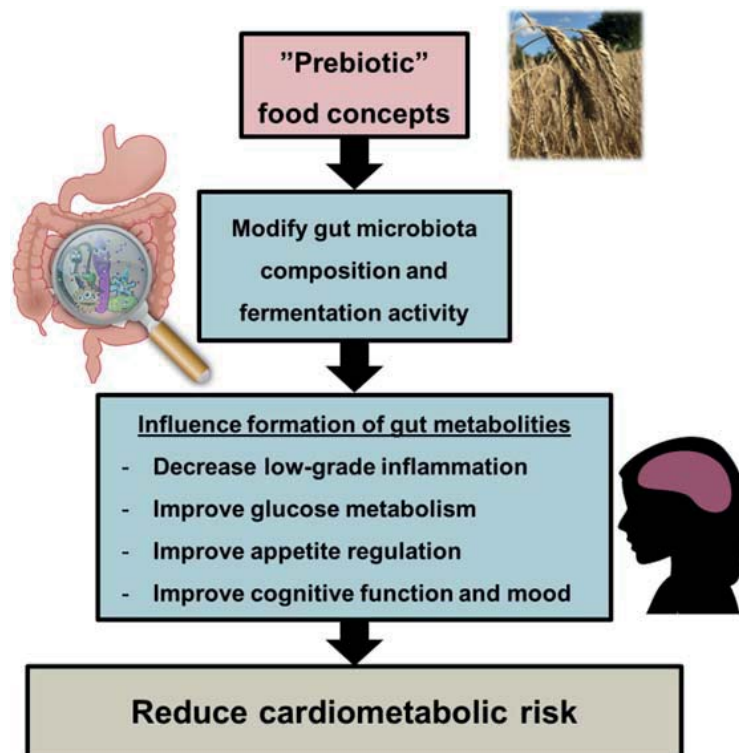 ”Prebiotic”
food concepts
Modify gut microbiota
composition and
fermentation activity
Influence formation of gut metabolities
- Decrease low-grade inflammation
- Improve glucose metabolism
- Improve appetite regulation
- Improve cognitive function and mood
Reduce cardiometabolic risk